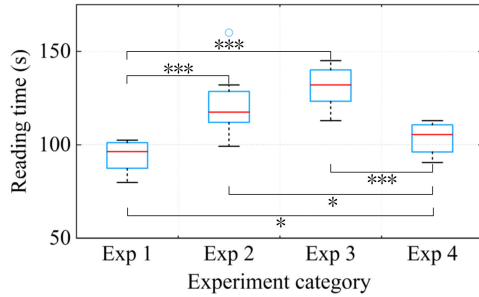 150
***
***
100
***
*
*
50
Exp 1 Exp 2 Exp 3 Exp 4
Experiment category
Reading time (s)